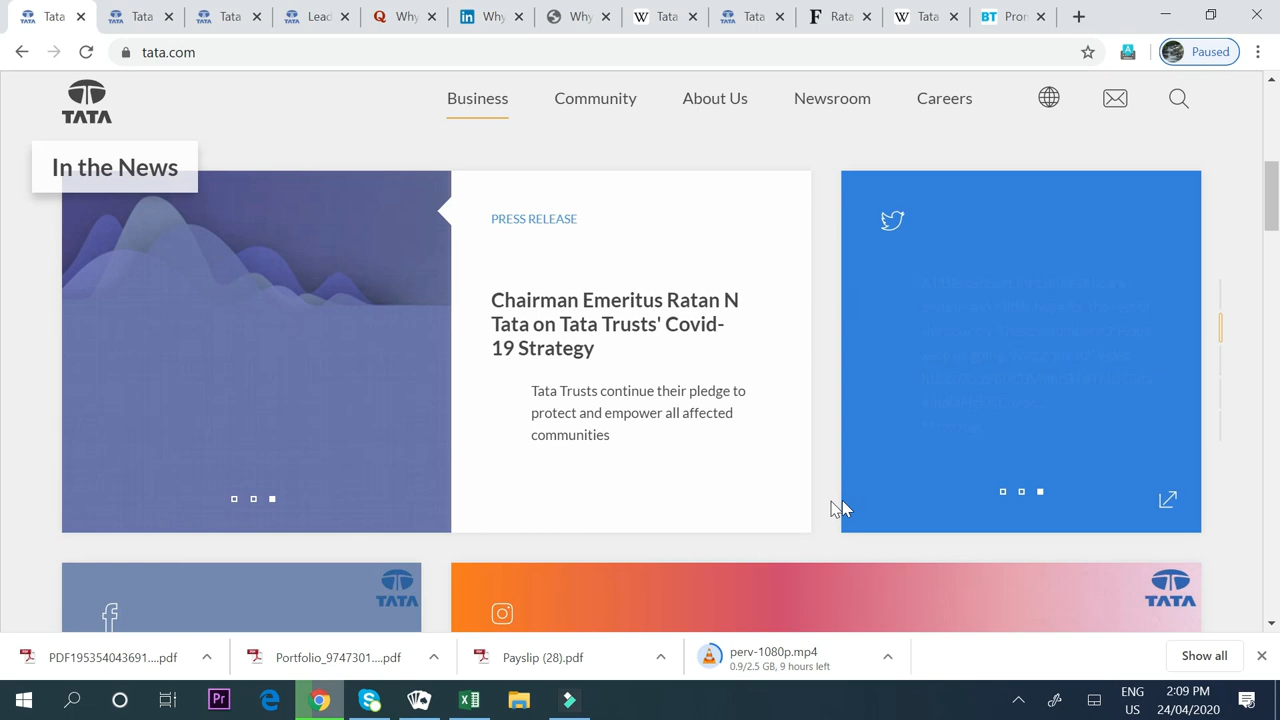 Tata
Tata
Tata
Lead
Why
Why
Why
Tata
Tata
Rata
Tata
Pron
tata.com
Paused
TATA
Business
Community
About Us
Newsroom
Careers
In the News
PRESS RELEASE
Chairman Emeritus Ratan N
Tata on Tata Trusts' Covid-
19 Strategy
Tata Trusts continue their pledge to
protect and empower all affected
communities
TATA
TATA
PDF195354043691....pdf
Portfolio_9747301....pdf
Payslip (28).pdf
perv-1080p.mp4
0.9/2.5 GB, 9 hours left
Show all
ENG
US
2:09 PM
24/04/2020